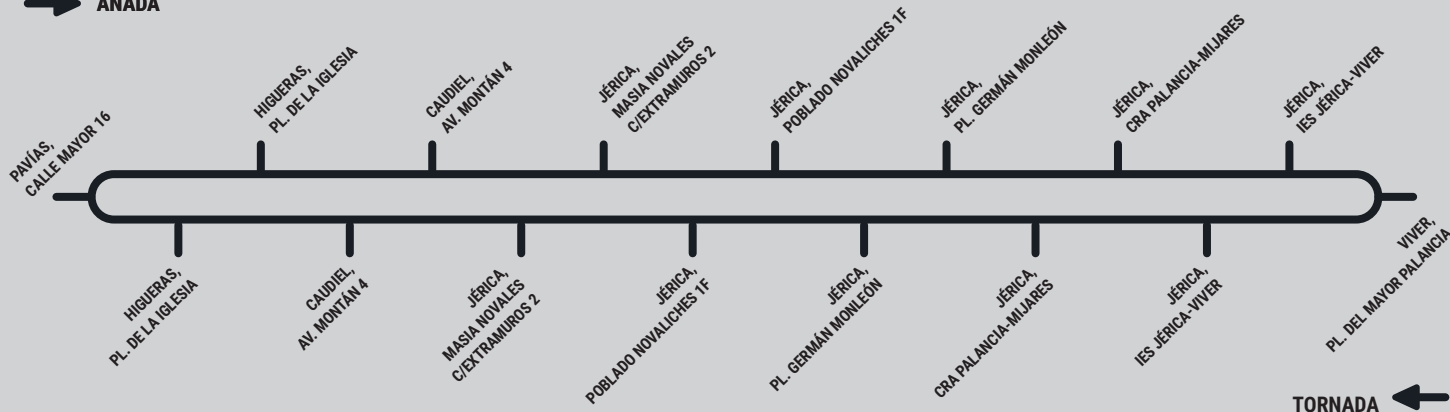 ANADA
PAVÍAS,
CALLE MAYOR 16
HIGUERAS,
PL. DE LA IGLESIA
CAUDIEL,
AV. MONTÁN 4
JÉRICA,
MASIA NOVALES
C/EXTRAMUROS 2
JÉRICA,
POBLADO NOVALICHES 1F
JÉRICA,
PL. GERMÁN MONLEÓN
JÉRICA,
CRA PALANCIA-MIJARES
JÉRICA,
IES JÉRICA-VIVER
HIGUERAS,
PL. DE LA IGLESIA
CAUDIEL,
AV. MONTÁN 4
JÉRICA,
MASIA NOVALES
C/EXTRAMUROS 2
JÉRICA,
POBLADO NOVALICHES 1F
JÉRICA,
PL. GERMÁN MONLEÓN
JÉRICA,
CRA PALANCIA-MIJARES
JÉRICA,
IES JÉRICA-VIVER
VIVER,
PL. DEL MAYOR PALANCIA
TORNADA